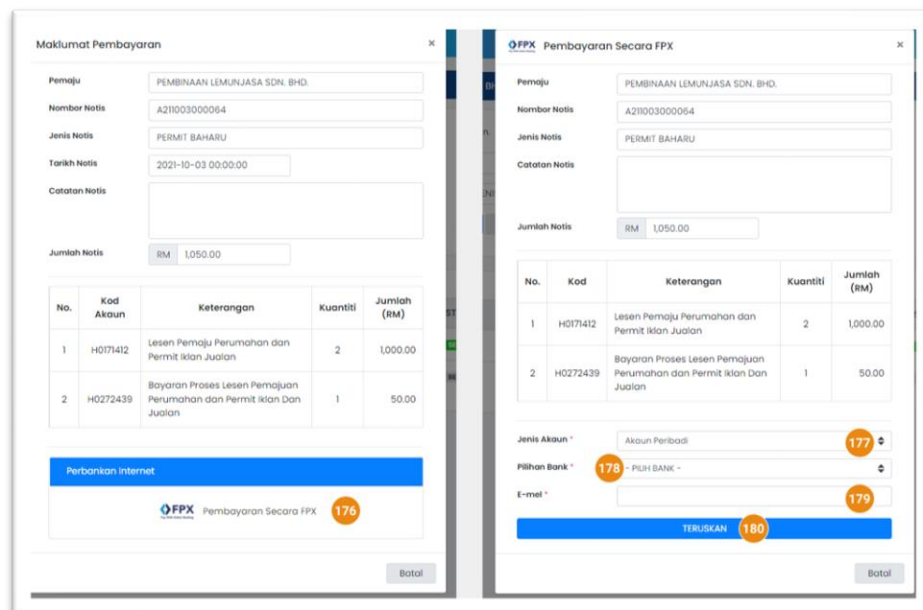 Maklumat Pembayaran ×
Pemaju PEMBINAAN LEMUNJASA SDN. BHD.
Nombor Notis A211003000064
Jenis Notis PERMIT BAHARU
Tarikh Notis 2021-10-03 00:00:00
Catatan Notis
Jumlah Notis RM 1,050.00
No. Kod Akaun Keterangan Kuantiti Jumlah (RM)
1 H0171412 Lesen Pemaju Perumahan dan Permit Iklan Jualan 2 1,000.00
2 H0272439 Bayaran Proses Lesen Pemajuan Perumahan dan Permit Iklan Dan Jualan 1 50.00
Perbankan Internet
FPX Pembayaran Secara FPX 176
Batal
FPX Pembayaran Secara FPX ×
Pemaju PEMBINAAN LEMUNJASA SDN. BHD.
Nombor Notis A211003000064
Jenis Notis PERMIT BAHARU
Catatan Notis
Jumlah Notis RM 1,050.00
No. Kod Keterangan Kuantiti Jumlah (RM)
1 H0171412 Lesen Pemaju Perumahan dan Permit Iklan Jualan 2 1,000.00
2 H0272439 Bayaran Proses Lesen Pemajuan Perumahan dan Permit Iklan Dan Jualan 1 50.00
Jenis Akaun * Akaun Peribadi 177
Pilihan Bank * 178 - PILIH BANK -
E-mel * 179
TERUSKAN 180
Batal